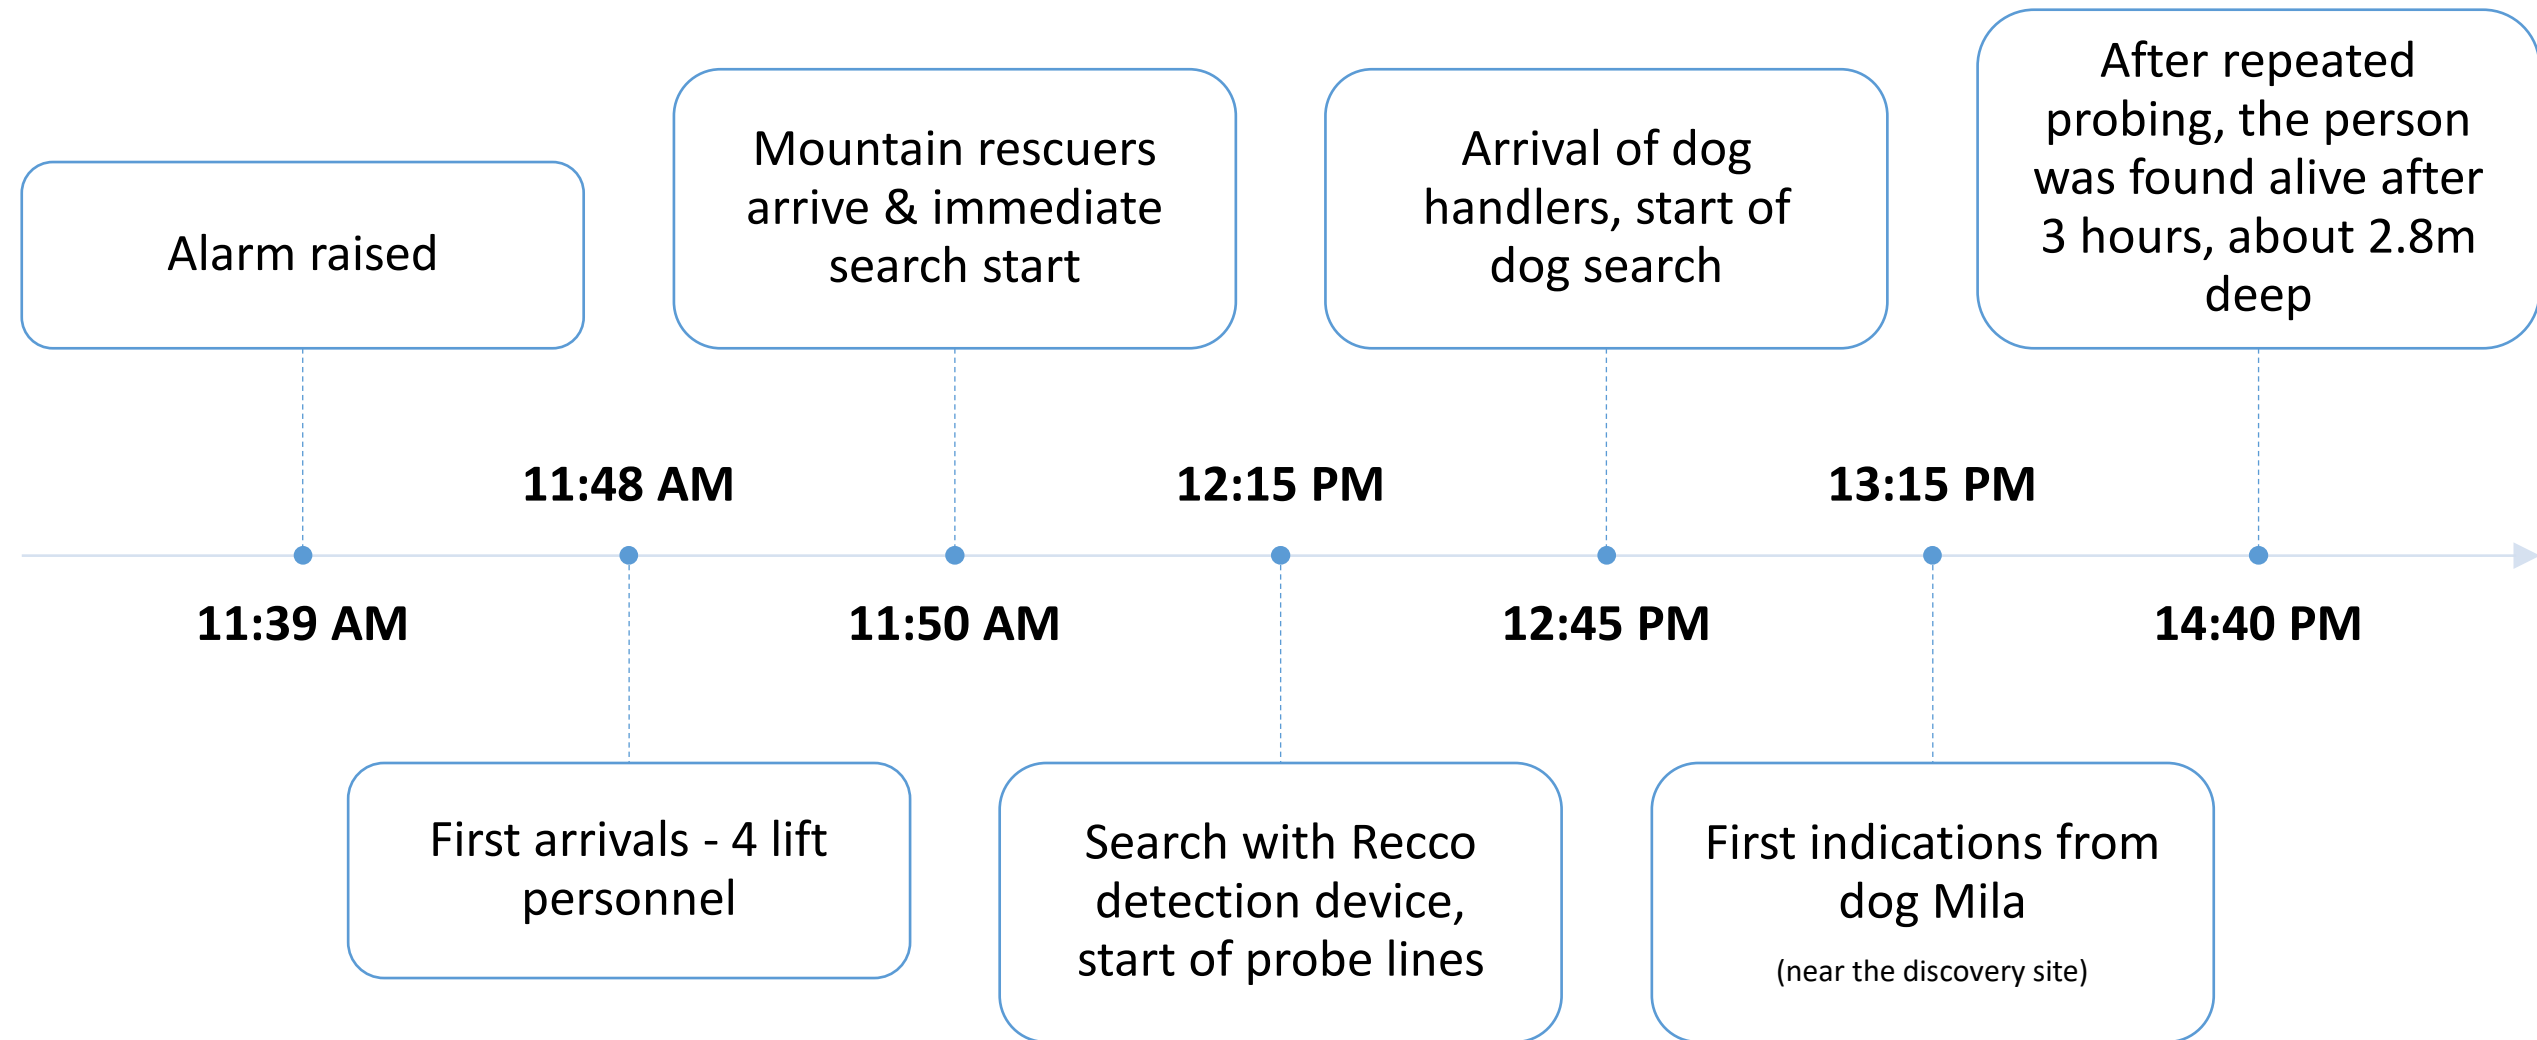 Alarm raised
11:39 AM
11:48 AM
First arrivals - 4 lift
personnel
Mountain rescuers
arrive & immediate
search start
11:50 AM
12:15 PM
Search with Recco
detection device,
start of probe lines
Arrival of dog
handlers, start of
dog search
12:45 PM
13:15 PM
First indications from
dog Mila
(near the discovery site)
After repeated
probing, the person
was found alive after
3 hours, about 2.8m
deep
14:40 PM